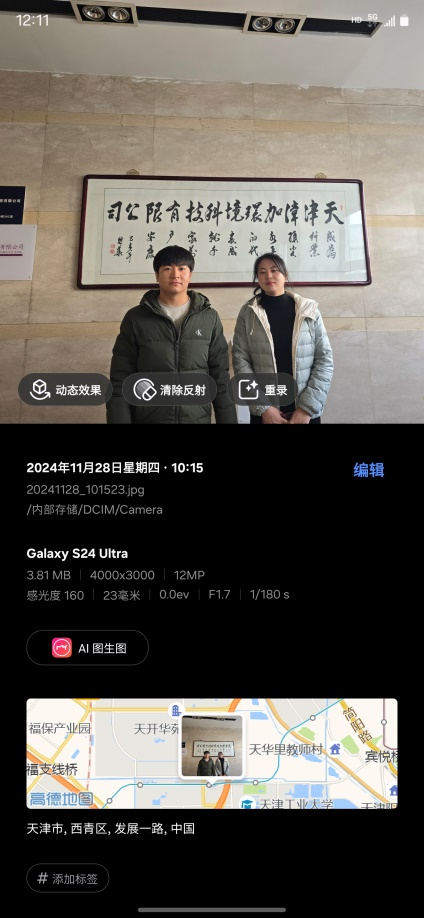 12:11
HD 5G
天津漳加環境科技有限公司
动态效果
清除反射
重录
2024年11月28日星期四 · 10:15
编辑
20241128_101523.jpg
/内部存储/DCIM/Camera
Galaxy S24 Ultra
3.81 MB | 4000x3000 | 12MP
感光度 160 | 23毫米 | 0.0ev | F1.7 | 1/180 s
AI 图生图
福保产业园
天开华苑
简阳路
天华里教师村
宾悦桥
福支线桥
高德地图
天津工业大学
天津市, 西青区, 发展一路, 中国
# 添加标签